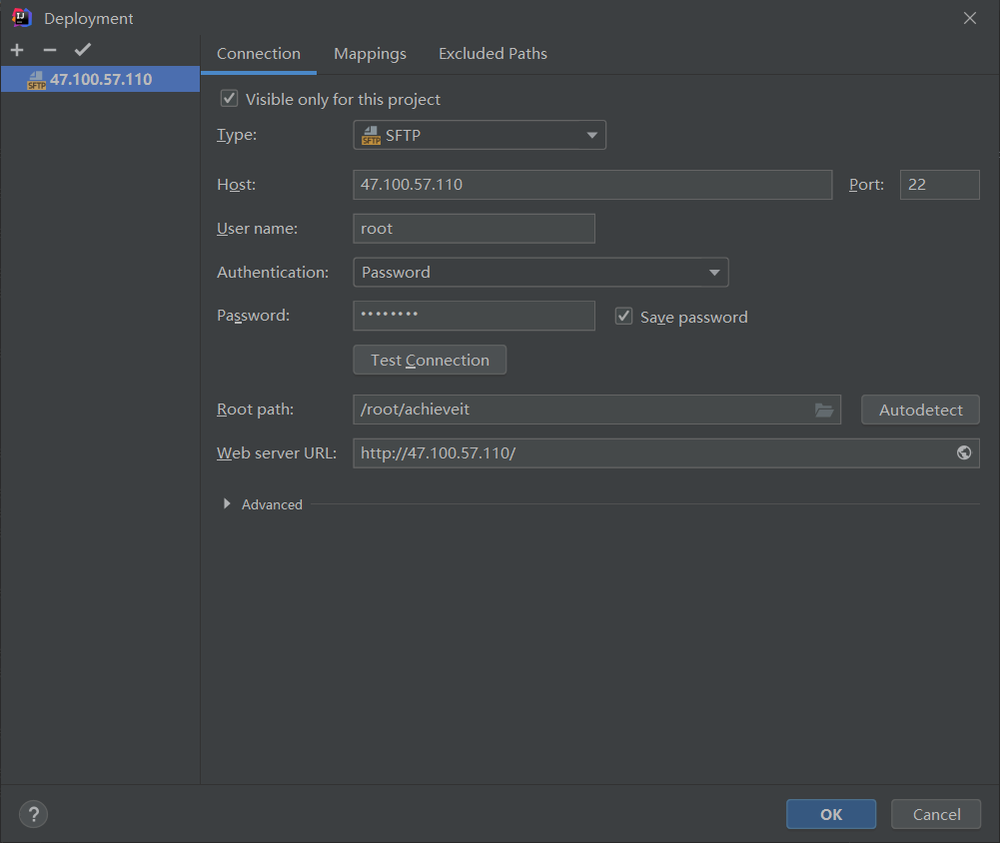 Deployment
47.100.57.110
Connection Mappings Excluded Paths
Visible only for this project
Type: SFTP
Host: 47.100.57.110 Port: 22
User name: root
Authentication: Password
Password: •••••••• Save password
Test Connection
Root path: /root/achieveit Autodetect
Web server URL: http://47.100.57.110/
Advanced
? OK Cancel